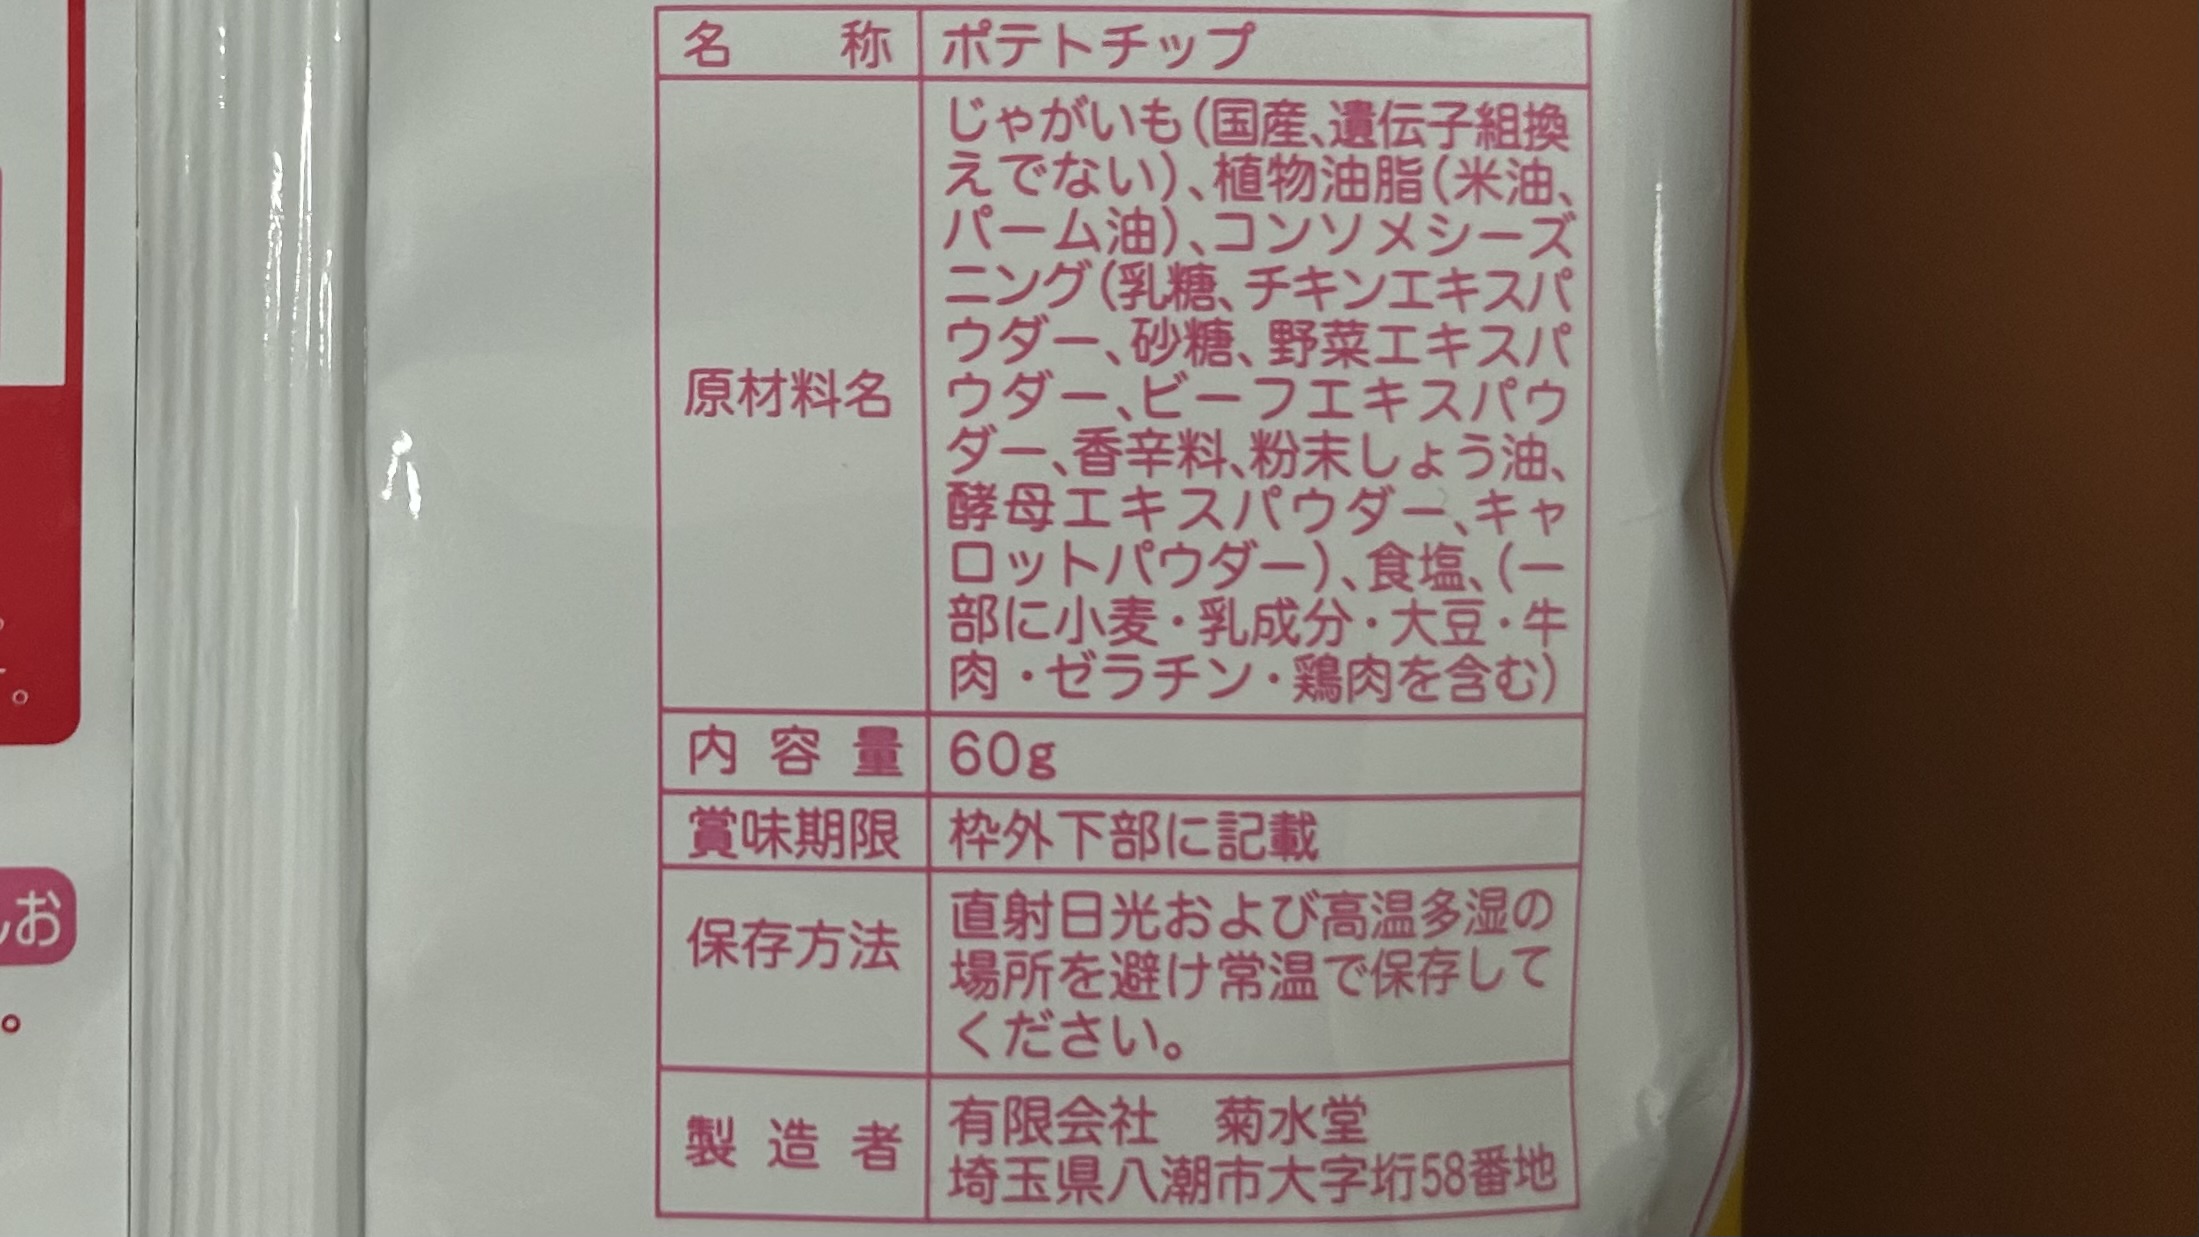 名称 ポテトチップ
原材料名
じゃがいも(国産、遺伝子組換
えでない)、植物油脂(米油、
パーム油)、コンソメシーズ
ニング(乳糖、チキンエキスパ
ウダー、砂糖、野菜エキスパ
ウダー、ビーフエキスパウ
ダー、香辛料、粉末しょう油、
酵母エキスパウダー、キャ
ロットパウダー)、食塩、(一
部に小麦・乳成分・大豆・牛
肉・ゼラチン・鶏肉を含む)
内容量 60g
賞味期限 枠外下部に記載
保存方法
直射日光および高温多湿の
場所を避け常温で保存して
ください。
製造者
有限会社 菊水堂
埼玉県八潮市大字垳58番地
お
。